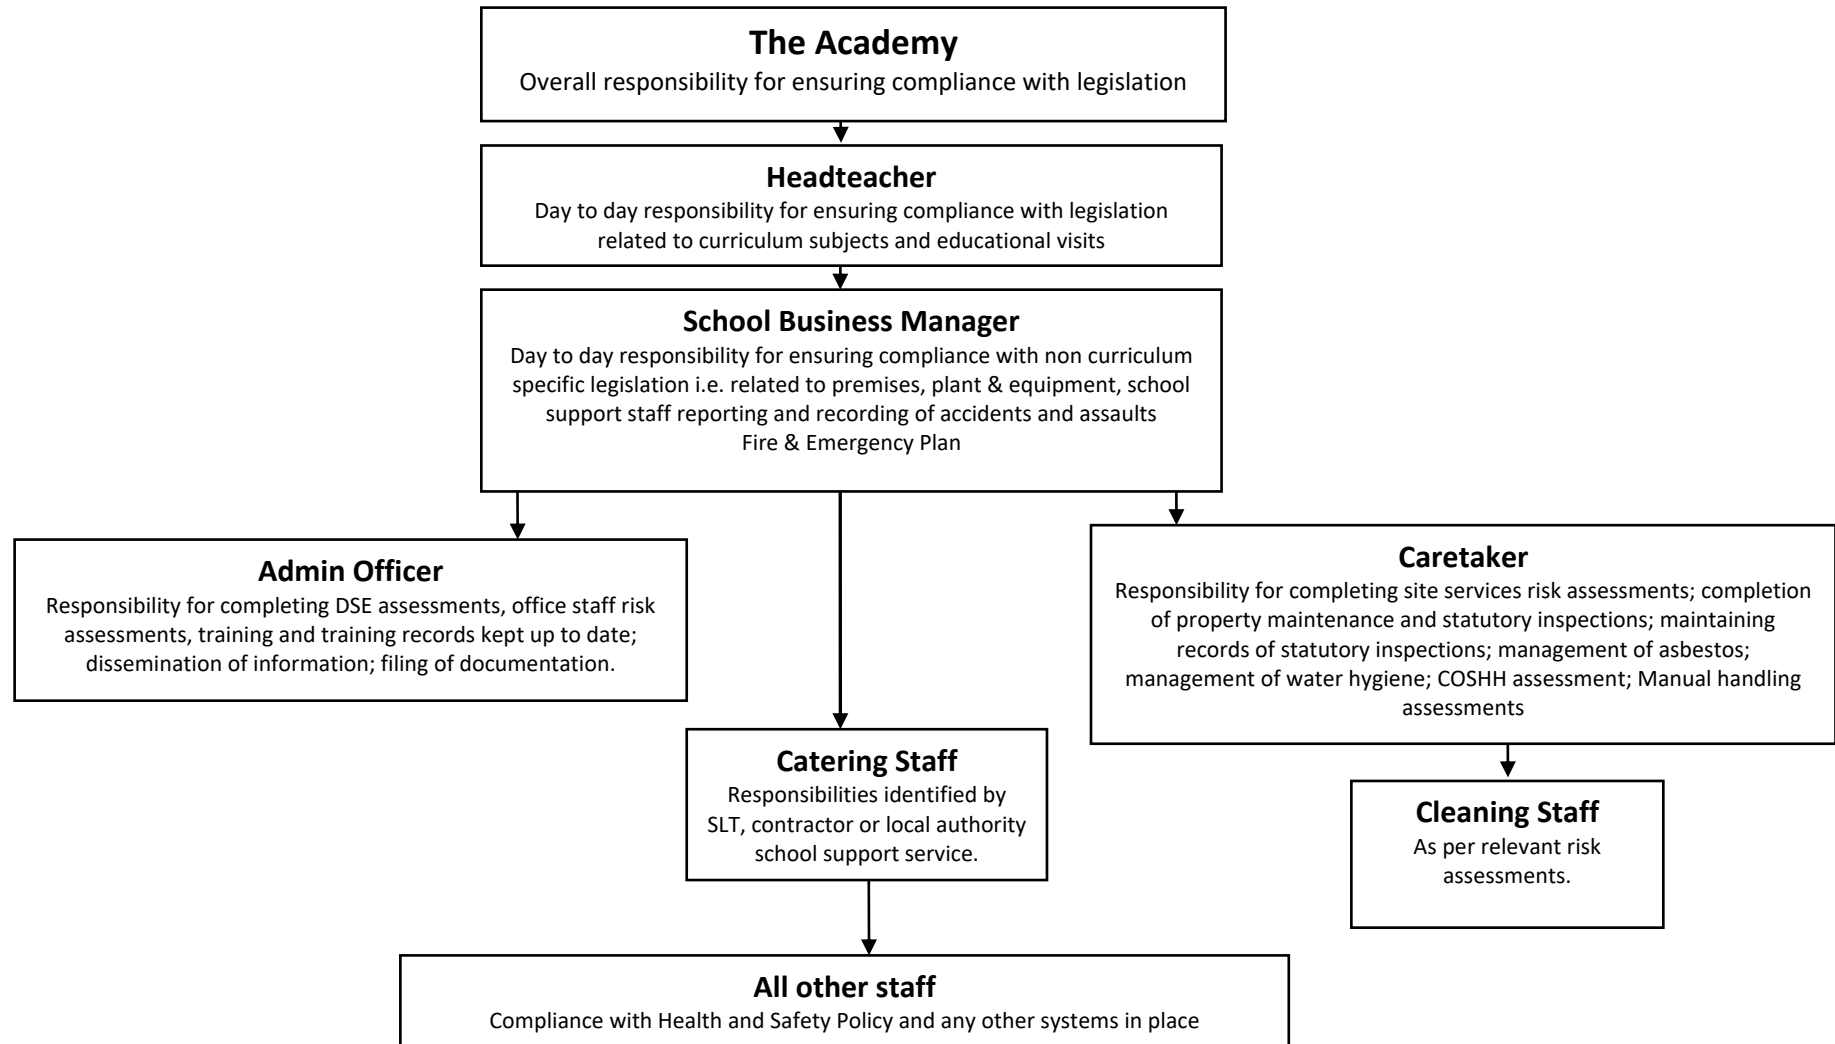 The Academy
Overall responsibility for ensuring compliance with legislation
Headteacher
Day to day responsibility for ensuring compliance with legislation
related to curriculum subjects and educational visits
School Business Manager
Day to day responsibility for ensuring compliance with non curriculum
specific legislation i.e. related to premises, plant & equipment, school
support staff reporting and recording of accidents and assaults
Fire & Emergency Plan
Admin Officer
Responsibility for completing DSE assessments, office staff risk
assessments, training and training records kept up to date;
dissemination of information; filing of documentation.
Caretaker
Responsibility for completing site services risk assessments; completion
of property maintenance and statutory inspections; maintaining
records of statutory inspections; management of asbestos;
management of water hygiene; COSHH assessment; Manual handling
assessments
Catering Staff
Responsibilities identified by
SLT, contractor or local authority
school support service.
Cleaning Staff
As per relevant risk
assessments.
All other staff
Compliance with Health and Safety Policy and any other systems in place